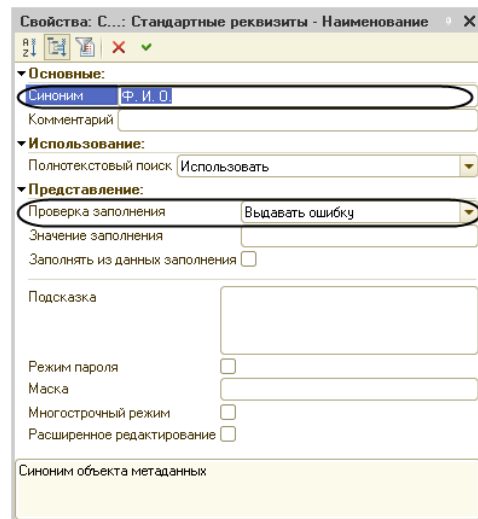 Свойства: С...: Стандартные реквизиты - Наименование
Основные:
Синоним Ф. И. О.
Комментарий
Использование:
Полнотекстовый поиск Использовать
Представление:
Проверка заполнения Выдавать ошибку
Значение заполнения
Заполнять из данных заполнения
Подсказка
Режим пароля
Маска
Многострочный режим
Расширенное редактирование
Синоним объекта метаданных